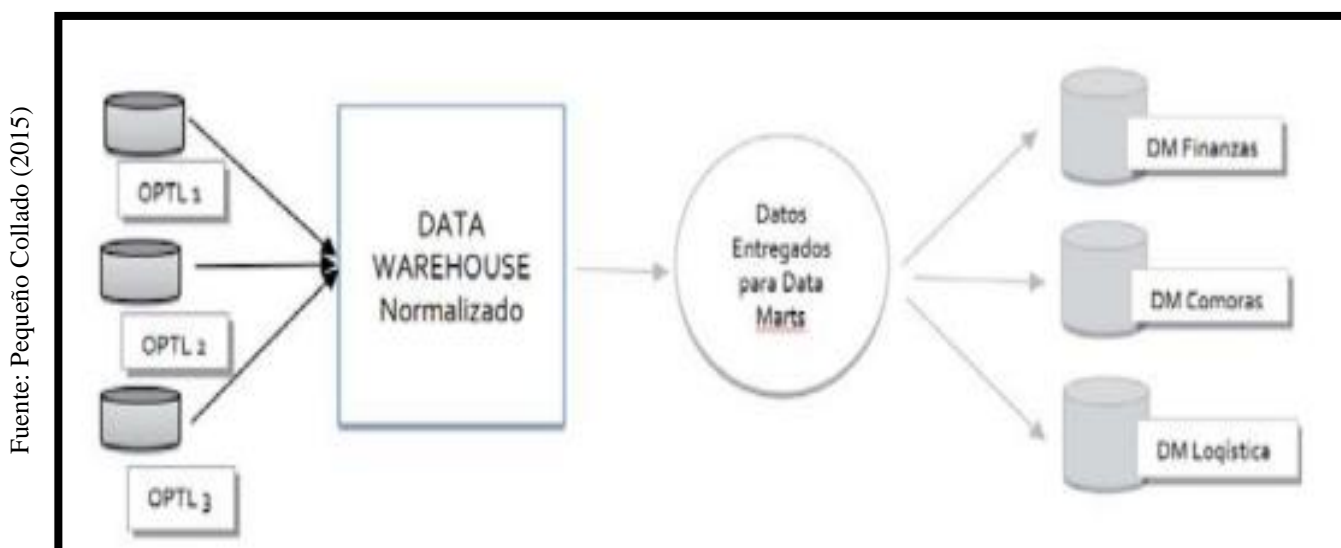 Fuente: Pequeño Collado (2015)
OPTL 1
OPTL 2
OPTL 3
DATA
WAREHOUSE
Normalizado
Datos
Entregados
para Data
Marts
DM Finanzas
DM Comoras
DM Logística